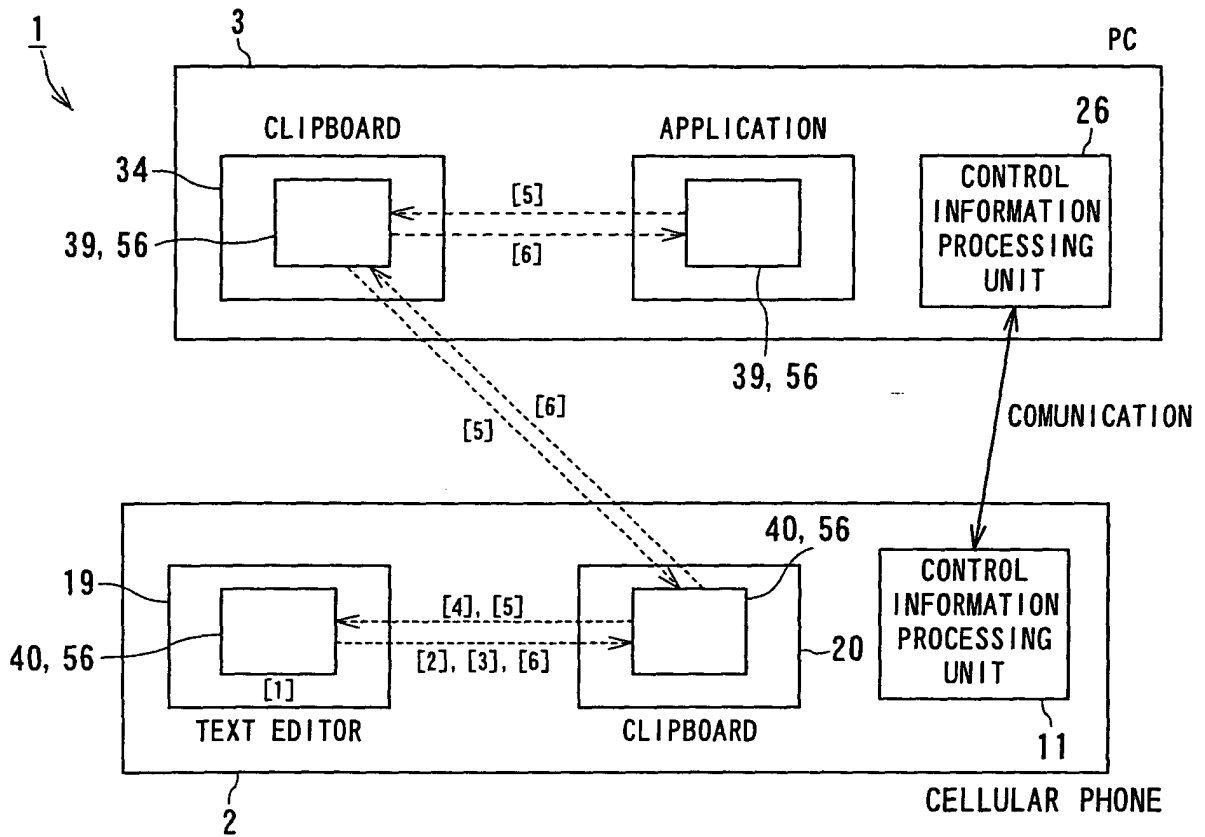 1
3
PC
CLIPBOARD
APPLICATION
26
34
CONTROL
INFORMATION
PROCESSING
UNIT
[5]
39, 56
[6]
39, 56
[6]
[5]
COMUNICATION
40, 56
19
CONTROL
INFORMATION
PROCESSING
UNIT
[4], [5]
40, 56
[2], [3], [6]
20
[1]
TEXT EDITOR
CLIPBOARD
11
2
CELLULAR PHONE